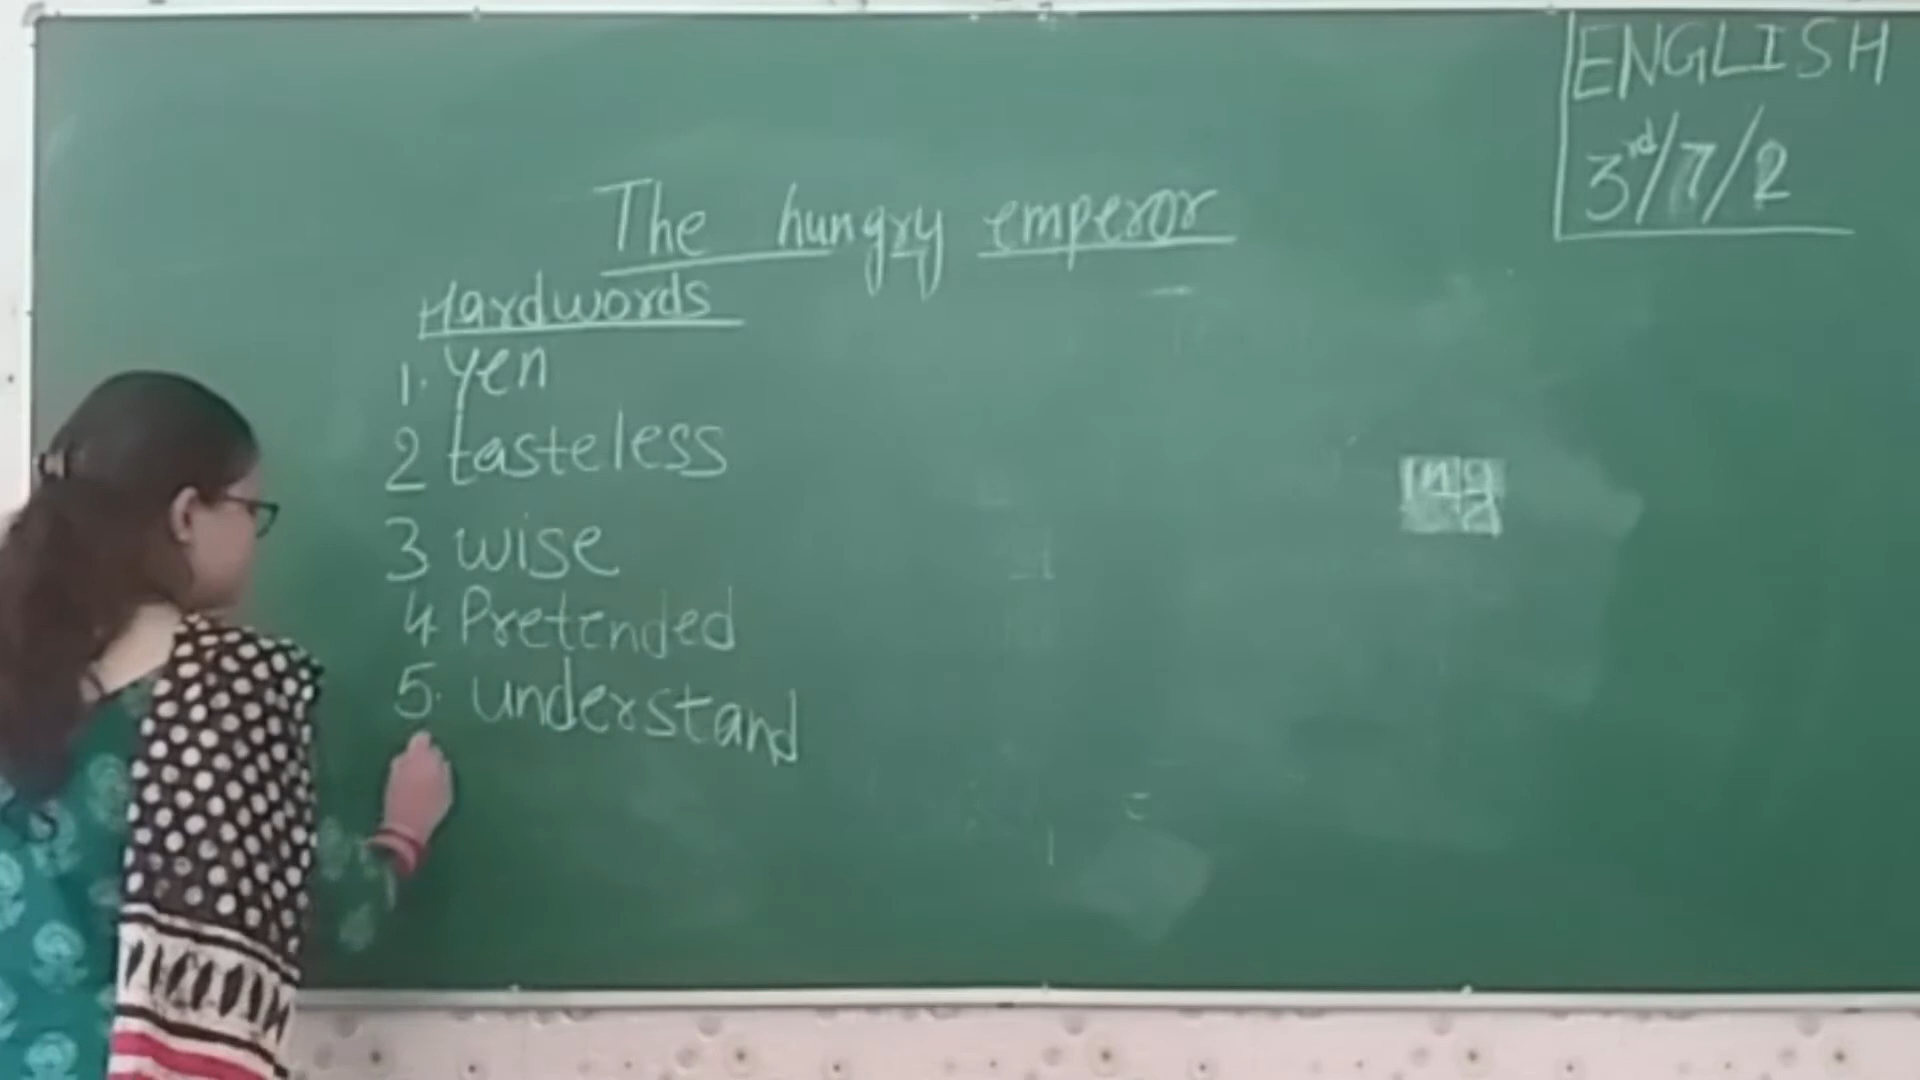 ENGLISH
3rd/7/2
The hungry emperor
Hardwords
1. Yen
2 tasteless
3 wise
4 Pretended
5. understand